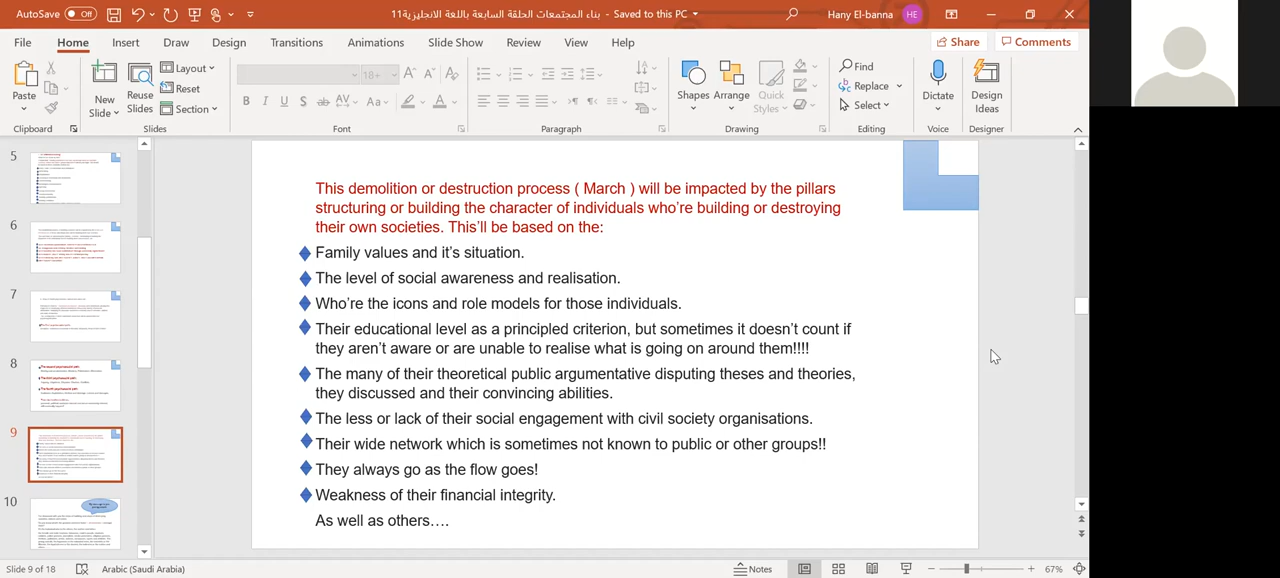 AutoSave Off بناء المجتمعات الحلقة السابعة باللغة الانجليزية11 - Saved to this PC Hany El-banna HE
File Home Insert Draw Design Transitions Animations Slide Show Review View Help Share Comments
Paste New Slide Reuse Slides Layout Reset Section 18+ Shapes Arrange Quick Styles Find Replace Select Dictate Design Ideas
B I U S ab AV Aa A
Clipboard Slides Font Paragraph Drawing Editing Voice Designer
5
6
7
8
9
10
This demolition or destruction process ( March ) will be impacted by the pillars
structuring or building the character of individuals who're building or destroying
their own societies. This'll be based on the:
Family values and it's situation.
The level of social awareness and realisation.
Who're the icons and role models for those individuals.
Their educational level as a principled criterion, but sometimes it doesn't count if
they aren't aware or are unable to realise what is going on around them!!!!
The many of their theoretic public argumentative disputing theses and theories,
they discussed and their convincing abilities.
The less or lack of their social engagement with civil society organisations.
Their wide network which is sometimes not known to public or other groups!!
They always go as the flow goes!
Weakness of their financial integrity.
As well as others….
Slide 9 of 18 Arabic (Saudi Arabia) Notes 67%